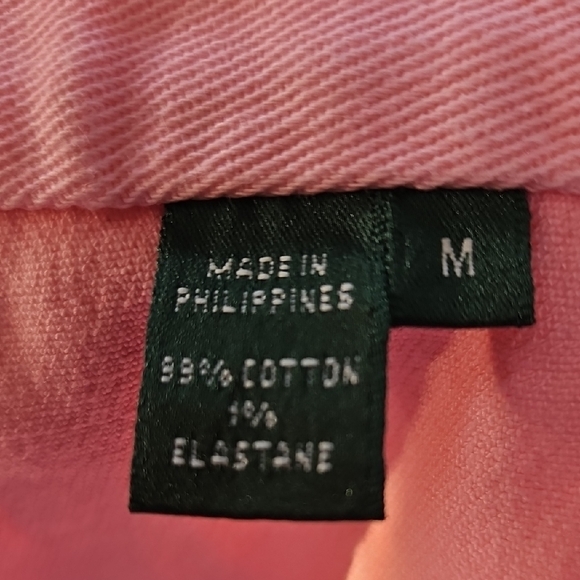 MADE IN
PHILIPPINES
99% COTTON
1%
ELASTANE
M